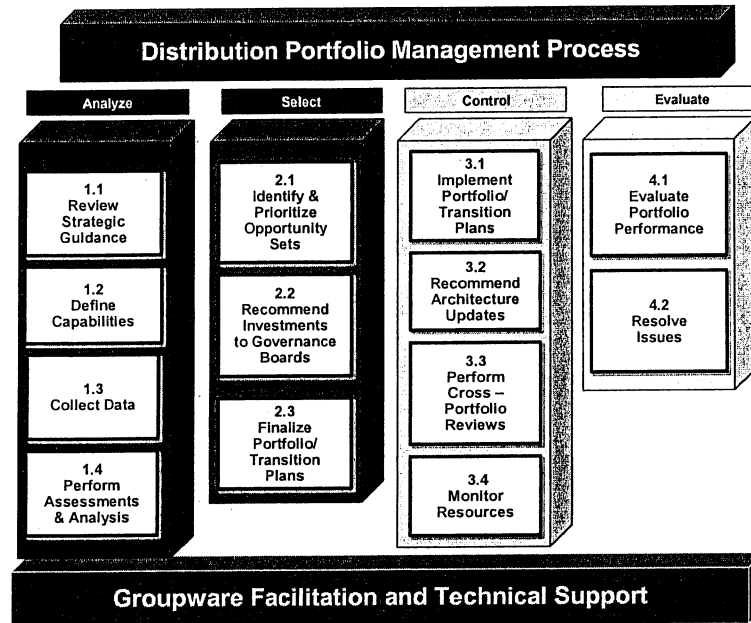 Distribution Portfolio Management Process
Analyze
1.1
Review
Strategic
Guidance
1.2
Define
Capabilities
1.3
Collect Data
1.4
Perform
Assessments
& Analysis
Select
2.1
Identify &
Prioritize
Opportunity
Sets
2.2
Recommend
Investments
to Governance
Boards
2.3
Finalize
Portfolio/
Transition
Plans
Control
3.1
Implement
Portfolio/
Transition
Plans
3.2
Recommend
Architecture
Updates
3.3
Perform
Cross –
Portfolio
Reviews
3.4
Monitor
Resources
Evaluate
4.1
Evaluate
Portfolio
Performance
4.2
Resolve
Issues
Groupware Facilitation and Technical Support